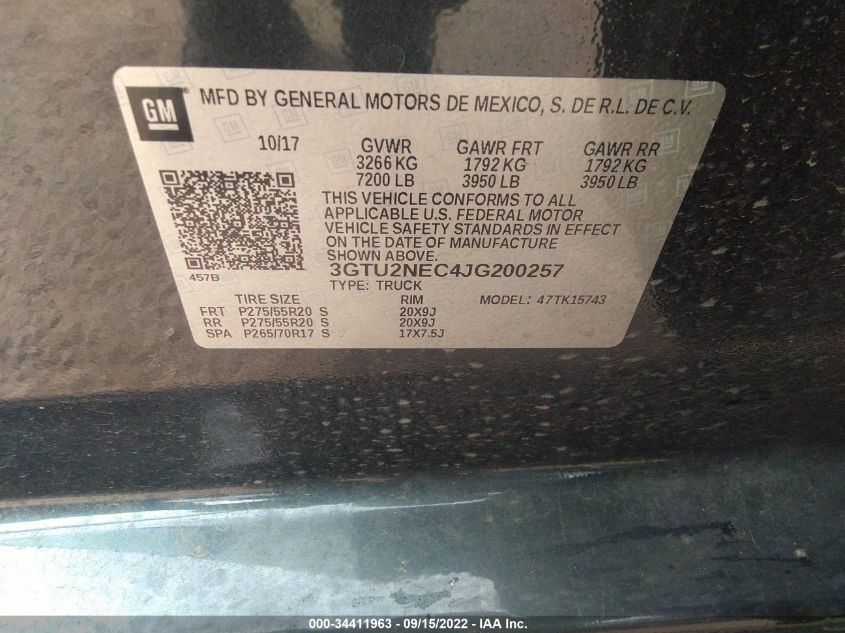 GM MFD BY GENERAL MOTORS DE MEXICO, S. DE R.L. DE C.V.
10/17 GVWR GAWR FRT GAWR RR
3266 KG 1792 KG 1792 KG
7200 LB 3950 LB 3950 LB
THIS VEHICLE CONFORMS TO ALL
APPLICABLE U.S. FEDERAL MOTOR
VEHICLE SAFETY STANDARDS IN EFFECT
ON THE DATE OF MANUFACTURE
SHOWN ABOVE.
457B
3GTU2NEC4JG200257
TYPE: TRUCK MODEL: 47TK15743
TIRE SIZE RIM
FRT P275/55R20 S 20X9J
RR P275/55R20 S 20X9J
SPA P265/70R17 S 17X7.5J
000-34411963 - 09/15/2022 - IAA Inc.